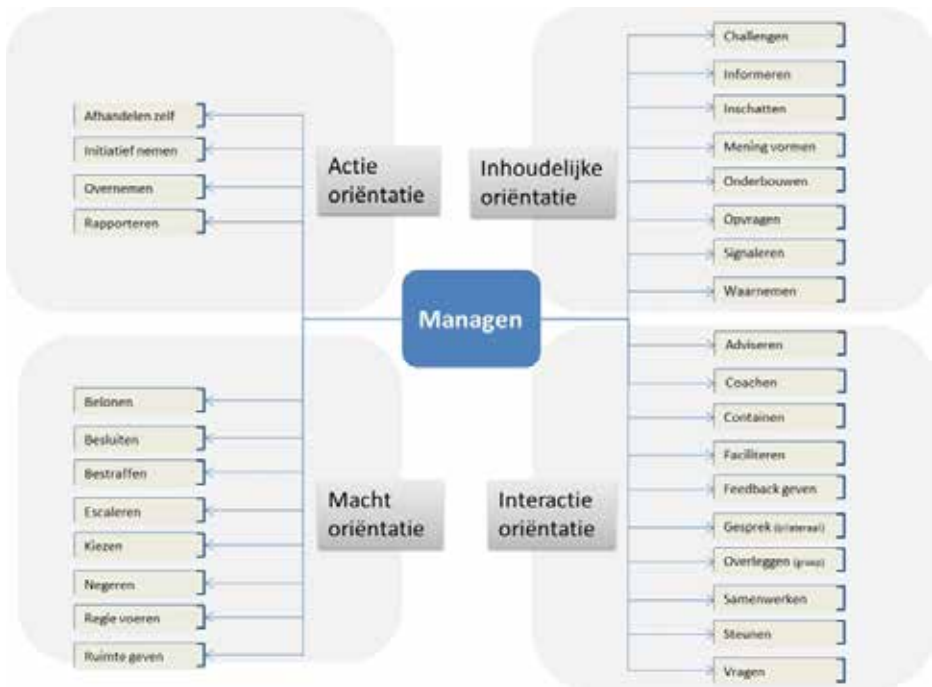 Afhandelen zelf
Initiatief nemen
Overnemen
Rapporteren
Actie
oriëntatie
Inhoudelijke
oriëntatie
Challengen
Informeren
Inschatten
Mening vormen
Onderbouwen
Opvragen
Signaleren
Waarnemen
Managen
Belonen
Besluiten
Bestraffen
Escaleren
Kiezen
Negeren
Regie voeren
Ruimte geven
Macht
oriëntatie
Interactie
oriëntatie
Adviseren
Coachen
Containen
Faciliteren
Feedback geven
Gesprek (bilateraal)
Overleggen (groep)
Samenwerken
Steunen
Vragen